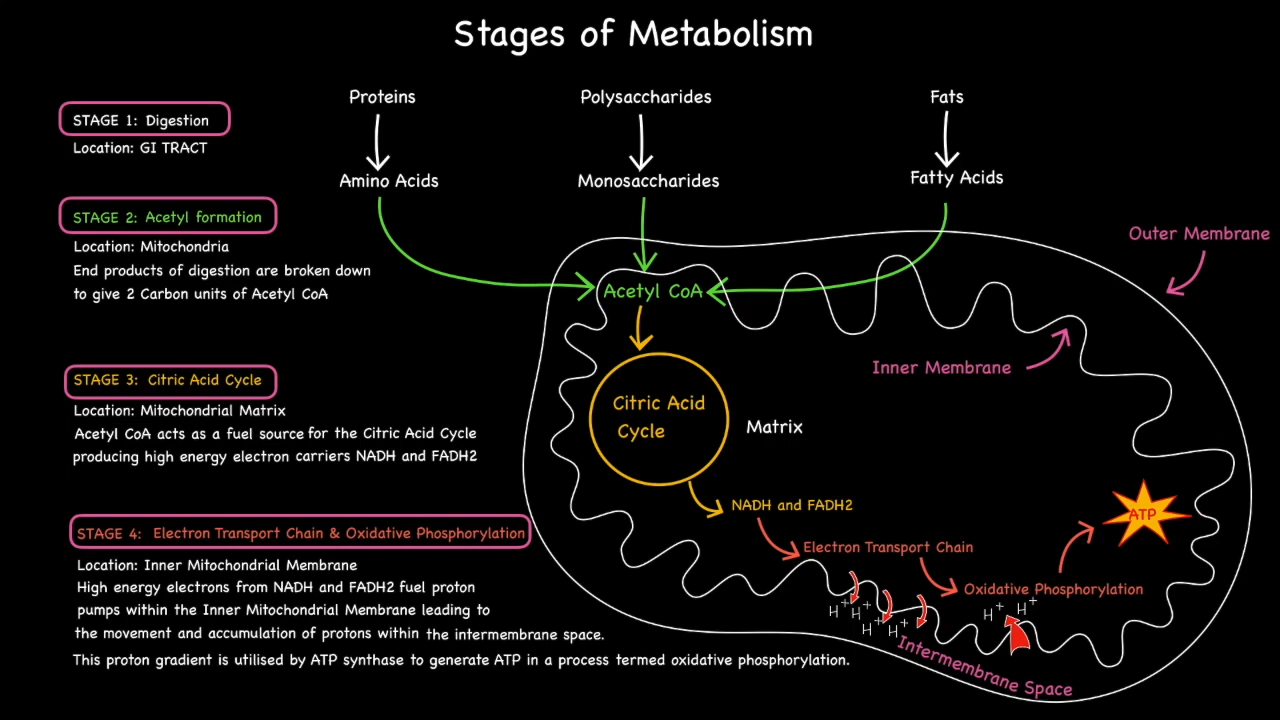 Stages of Metabolism
Proteins
Polysaccharides
Fats
STAGE 1: Digestion
Location: GI TRACT
Amino Acids
Monosaccharides
Fatty Acids
STAGE 2: Acetyl formation
Location: Mitochondria
End products of digestion are broken down
to give 2 Carbon units of Acetyl CoA
Outer Membrane
Acetyl CoA
Inner Membrane
STAGE 3: Citric Acid Cycle
Location: Mitochondrial Matrix
Acetyl CoA acts as a fuel source for the Citric Acid Cycle
producing high energy electron carriers NADH and FADH2
Citric Acid
Cycle
Matrix
NADH and FADH2
ATP
STAGE 4: Electron Transport Chain & Oxidative Phosphorylation
Location: Inner Mitochondrial Membrane
High energy electrons from NADH and FADH2 fuel proton
pumps within the Inner Mitochondrial Membrane leading to
the movement and accumulation of protons within the intermembrane space.
This proton gradient is utilised by ATP synthase to generate ATP in a process termed oxidative phosphorylation.
Electron Transport Chain
Oxidative Phosphorylation
H+ H+
H+ H+
H+ H+
Intermembrane Space